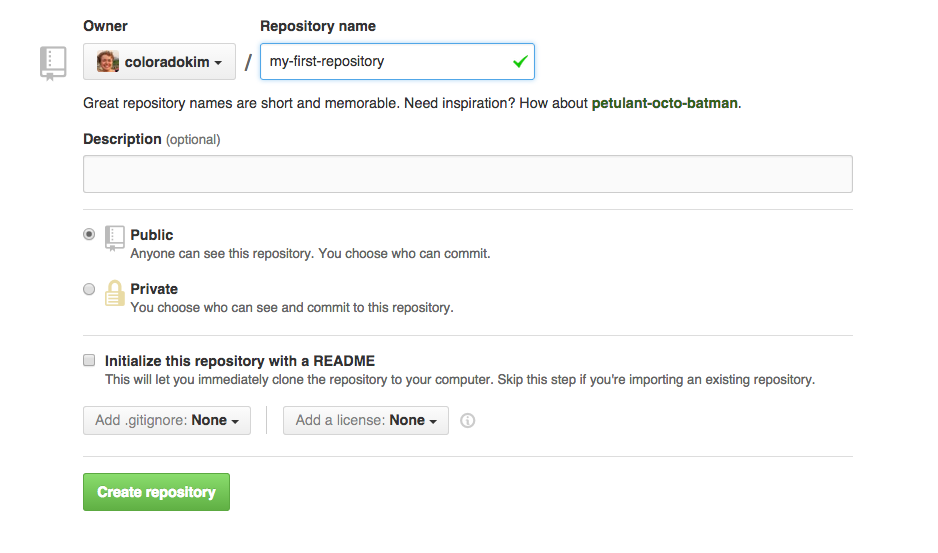 Owner Repository name
coloradokim / my-first-repository
Great repository names are short and memorable. Need inspiration? How about petulant-octo-batman.
Description (optional)
Public
Anyone can see this repository. You choose who can commit.
Private
You choose who can see and commit to this repository.
Initialize this repository with a README
This will let you immediately clone the repository to your computer. Skip this step if you're importing an existing repository.
Add .gitignore: None Add a license: None
Create repository